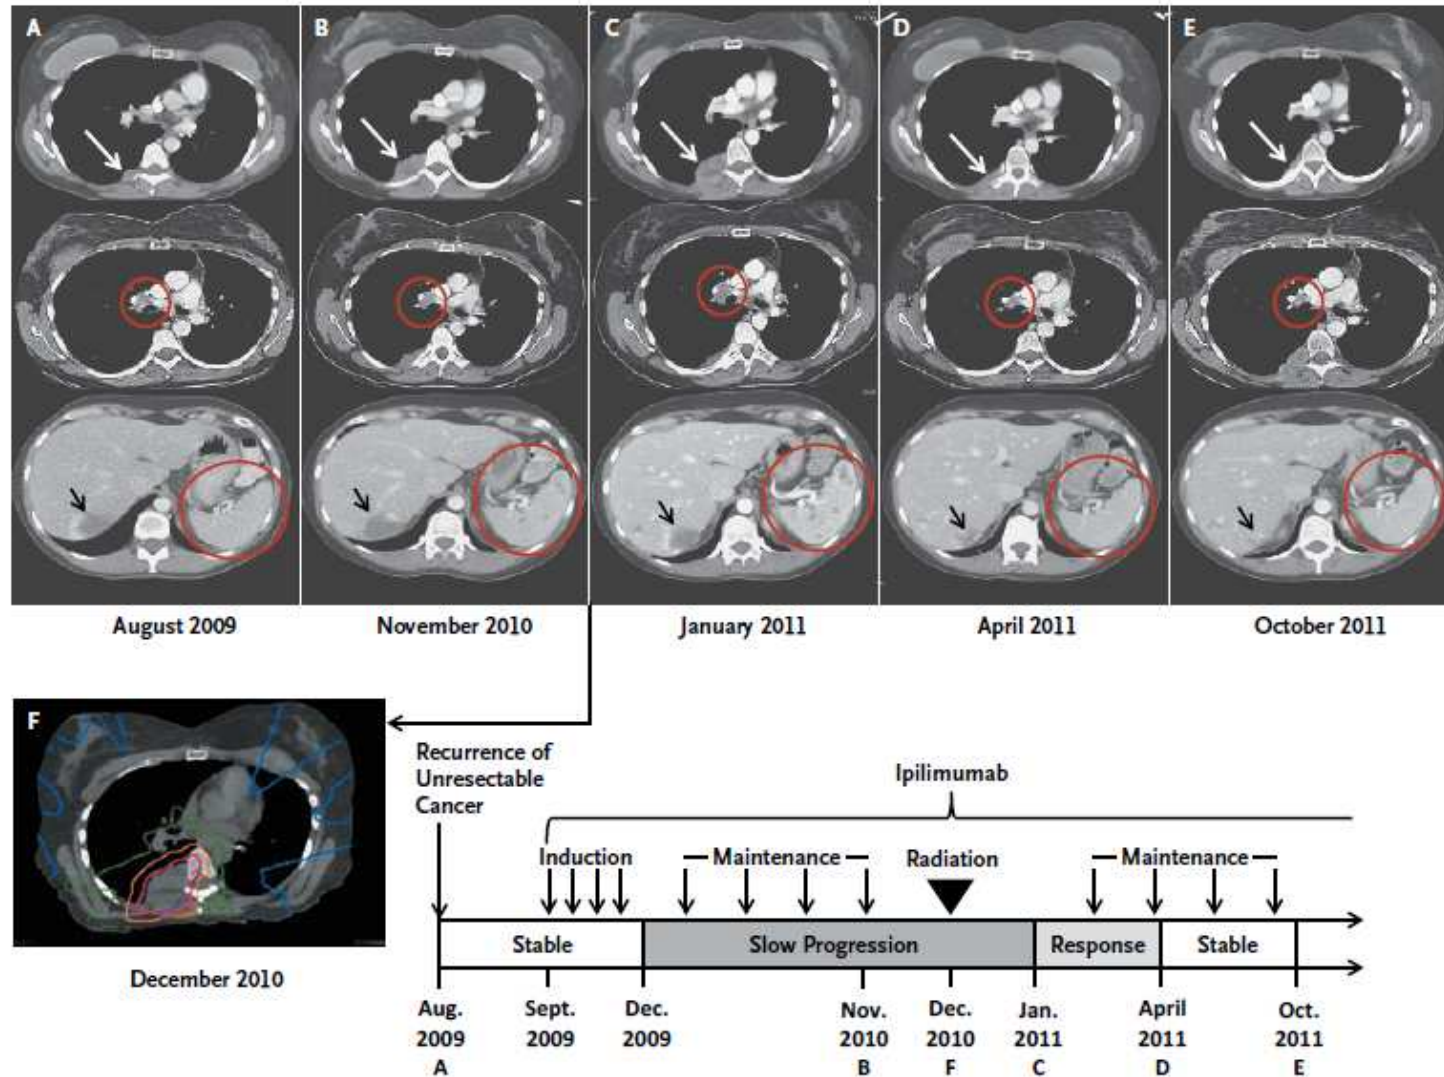 A B C D E
August 2009 November 2010 January 2011 April 2011 October 2011
F
December 2010
Recurrence of
Unresectable
Cancer
Ipilimumab
Induction Maintenance Radiation Maintenance
Stable Slow Progression Response Stable
Aug. Sept. Dec. Nov. Dec. Jan. April Oct.
2009 2009 2009 2010 2010 2011 2011 2011
A B F C D E